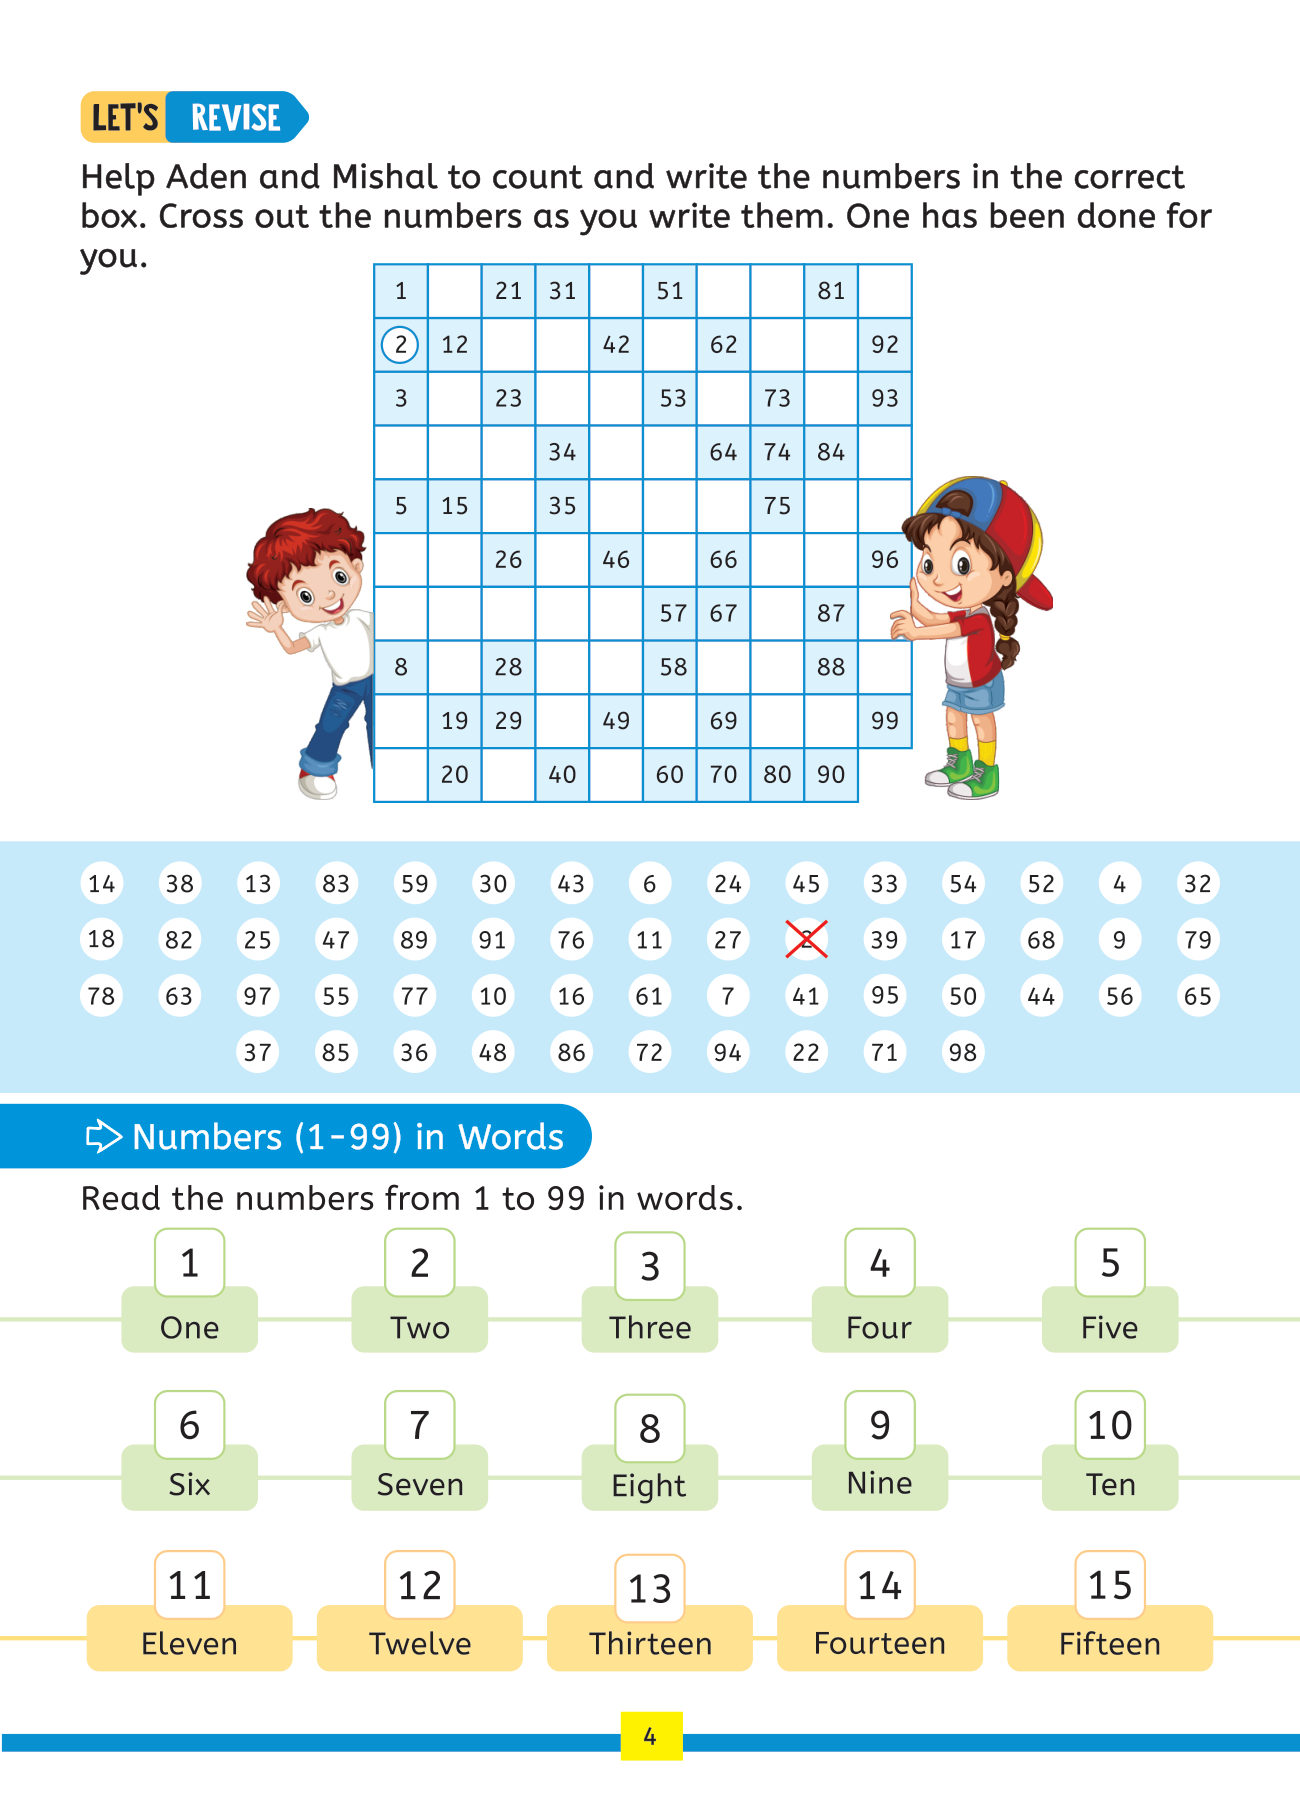 LET'S REVISE
Help Aden and Mishal to count and write the numbers in the correct
box. Cross out the numbers as you write them. One has been done for
you.
1 21 31 51 81
2 12 42 62 92
3 23 53 73 93
34 64 74 84
5 15 35 75
26 46 66 96
57 67 87
8 28 58 88
19 29 49 69 99
20 40 60 70 80 90
14 38 13 83 59 30 43 6 24 45 33 54 52 4 32
18 82 25 47 89 91 76 11 27 2 39 17 68 9 79
78 63 97 55 77 10 16 61 7 41 95 50 44 56 65
37 85 36 48 86 72 94 22 71 98
Numbers (1-99) in Words
Read the numbers from 1 to 99 in words.
1 2 3 4 5
One Two Three Four Five
6 7 8 9 10
Six Seven Eight Nine Ten
11 12 13 14 15
Eleven Twelve Thirteen Fourteen Fifteen
4